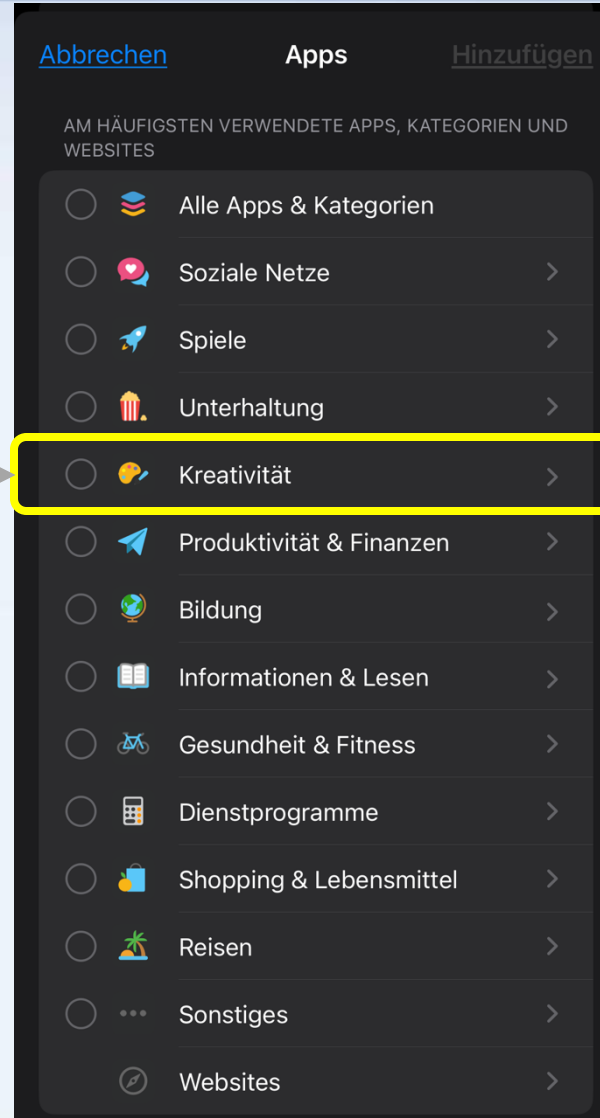 Abbrechen Apps Hinzufügen
AM HÄUFIGSTEN VERWENDETE APPS, KATEGORIEN UND
WEBSITES
Alle Apps & Kategorien
Soziale Netze
Spiele
Unterhaltung
Kreativität
Produktivität & Finanzen
Bildung
Informationen & Lesen
Gesundheit & Fitness
Dienstprogramme
Shopping & Lebensmittel
Reisen
Sonstiges
Websites